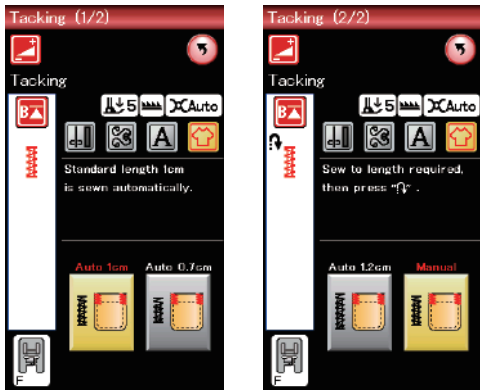 Tacking (1/2)
Tacking
B
5
Auto
A
Standard length 1cm
is sewn automatically.
Auto 1cm
Auto 0.7cm
F
Tacking (2/2)
Tacking
B
5
Auto
A
Sew to length required,
then press "↷" .
Auto 1.2cm
Manual
F